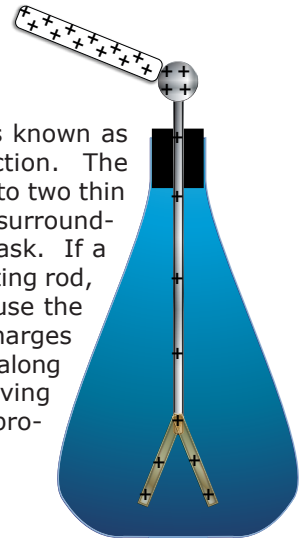 s known as
ction. The
to two thin
surround-
ask. If a
ting rod,
use the
harges
along
ving
pro-